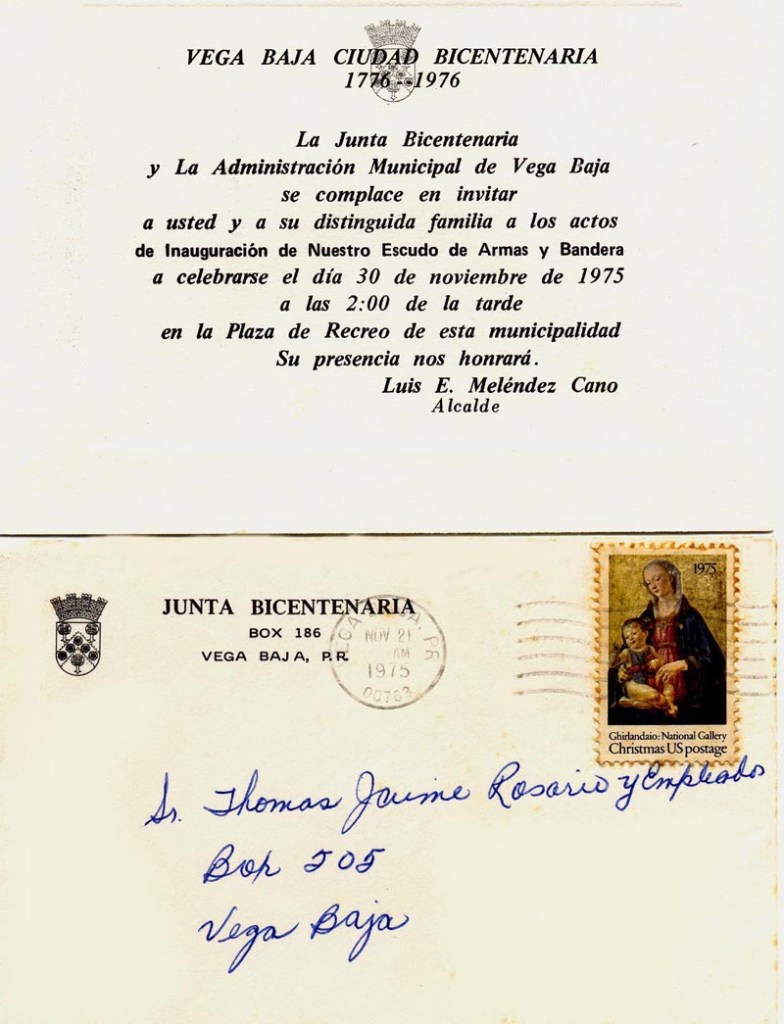 VEGA BAJA CIUDAD BICENTENARIA
1776--1976
La Junta Bicentenaria
y La Administración Municipal de Vega Baja
se complace en invitar
a usted y a su distinguida familia a los actos
de Inauguración de Nuestro Escudo de Armas y Bandera
a celebrarse el día 30 de noviembre de 1975
a las 2:00 de la tarde
en la Plaza de Recreo de esta municipalidad
Su presencia nos honrará.
Luis E. Meléndez Cano
Alcalde
JUNTA BICENTENARIA
BOX 186
VEGA BAJA, P.R.
VEGA BAJA, PR
NOV 21
AM
1975
00763
1975
Ghirlandaio: National Gallery
Christmas US postage
Sr. Thomas Jaime Rosario y Empleados
Box 505
Vega Baja